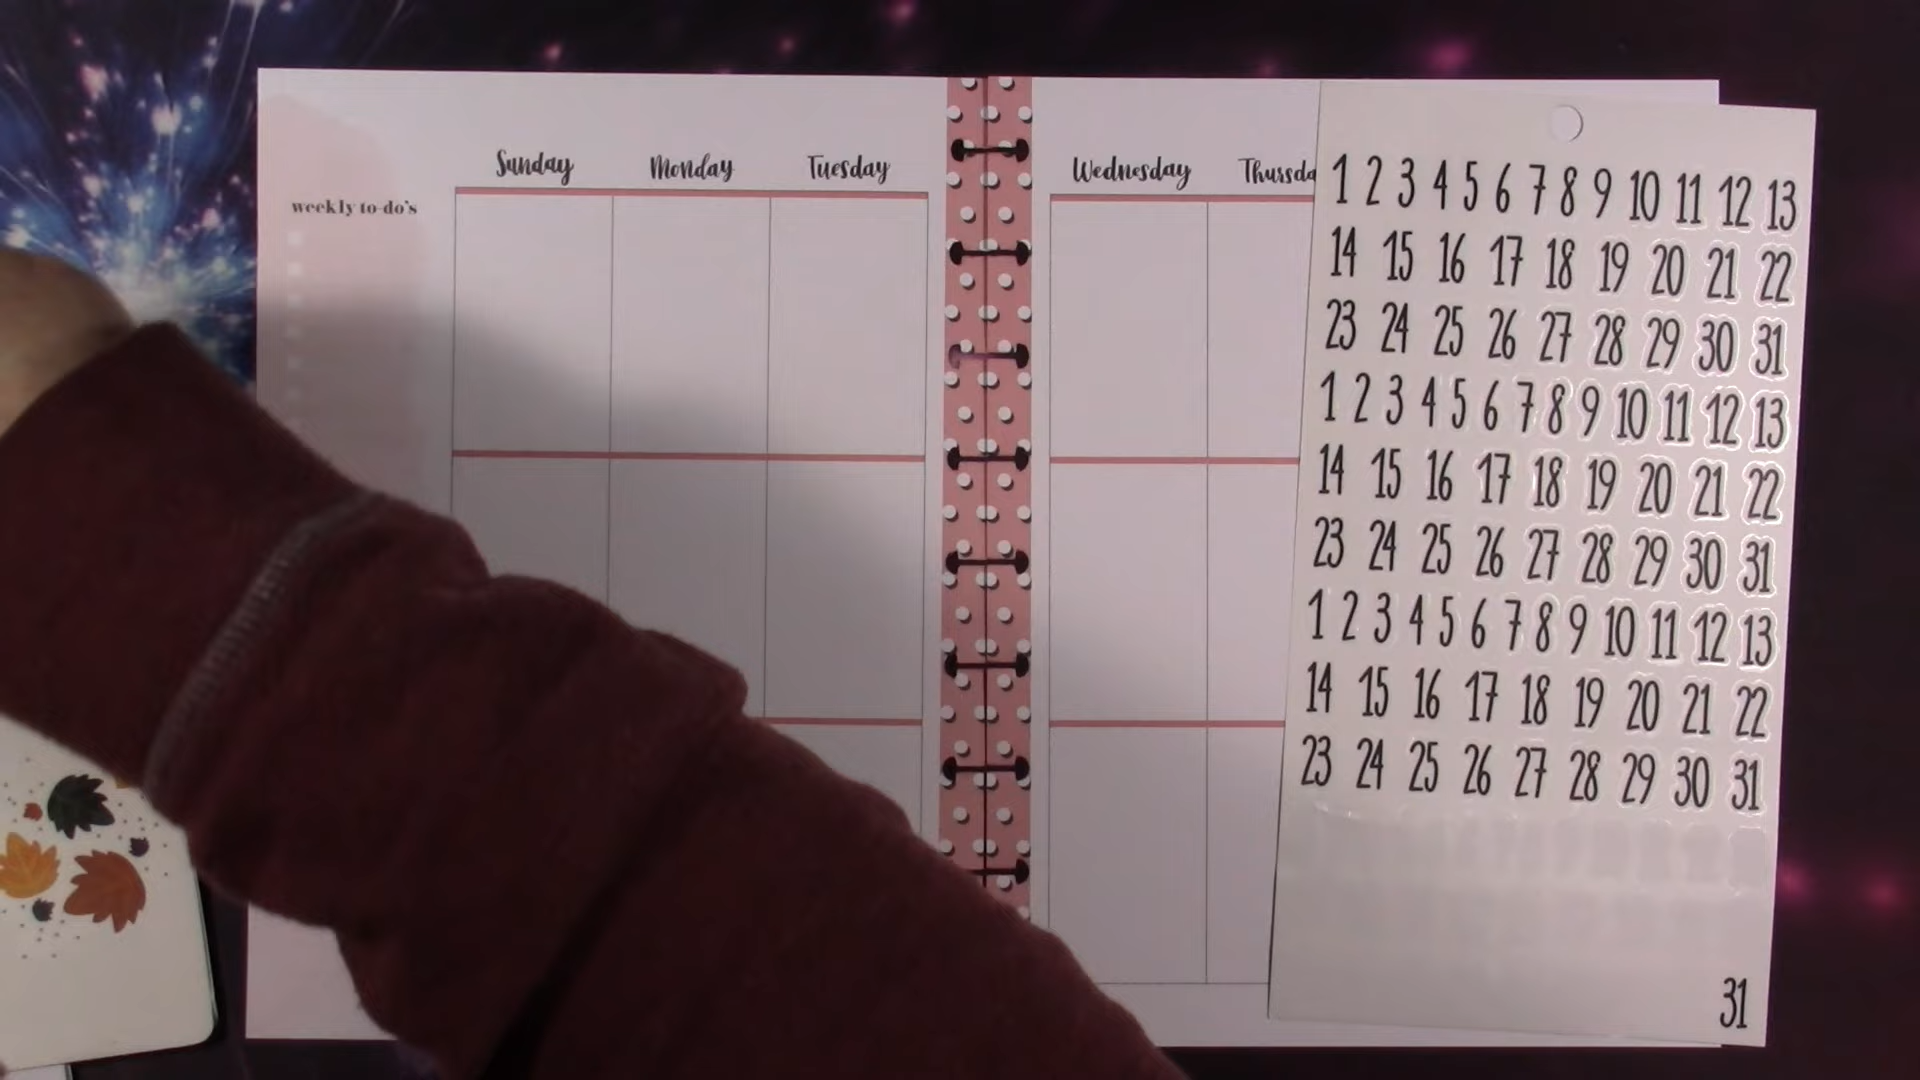 Sunday Monday Tuesday
weekly to-do's
Wednesday Thursda
1 2 3 4 5 6 7 8 9 10 11 12 13
14 15 16 17 18 19 20 21 22
23 24 25 26 27 28 29 30 31
1 2 3 4 5 6 7 8 9 10 11 12 13
14 15 16 17 18 19 20 21 22
23 24 25 26 27 28 29 30 31
1 2 3 4 5 6 7 8 9 10 11 12 13
14 15 16 17 18 19 20 21 22
23 24 25 26 27 28 29 30 31
31